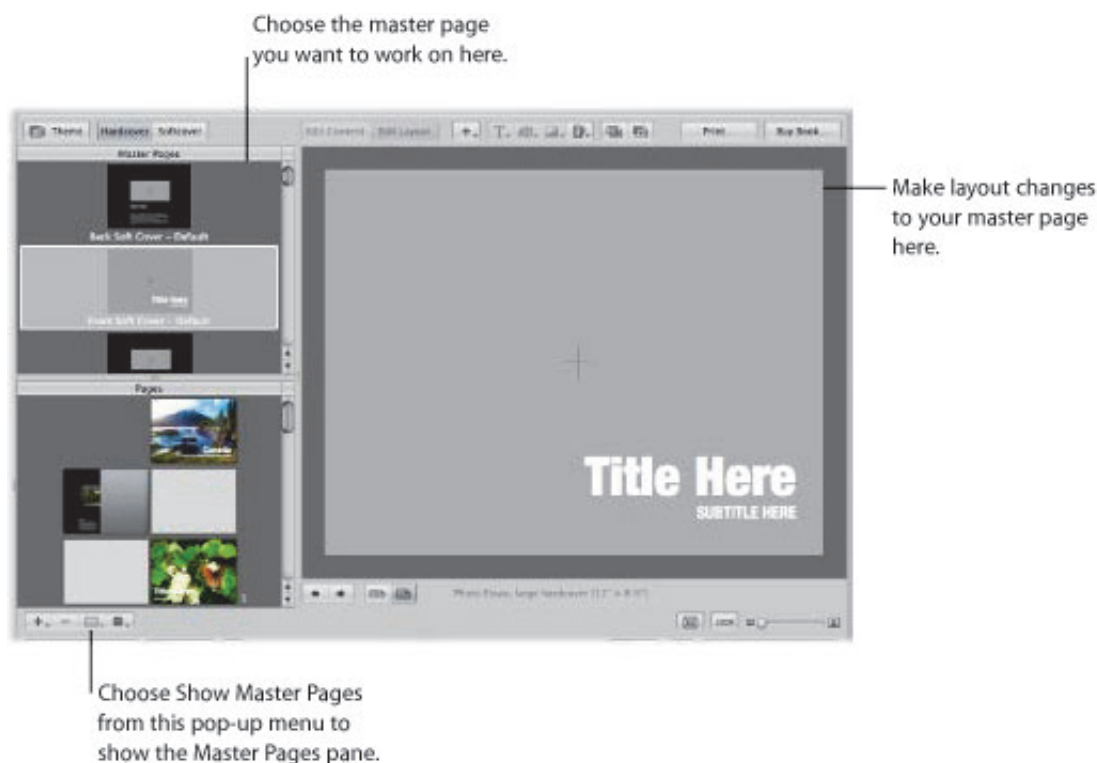 Choose the master page
you want to work on here.
Theme Hardcover Softcover
Edit Content Edit Layout
Print
Buy Book
Master Pages
Back Soft Cover – Default
Title Here
Front Soft Cover – Default
Make layout changes
to your master page
here.
Pages
Canada
Title Here
SUBTITLE HERE
Choose Show Master Pages
from this pop-up menu to
show the Master Pages pane.